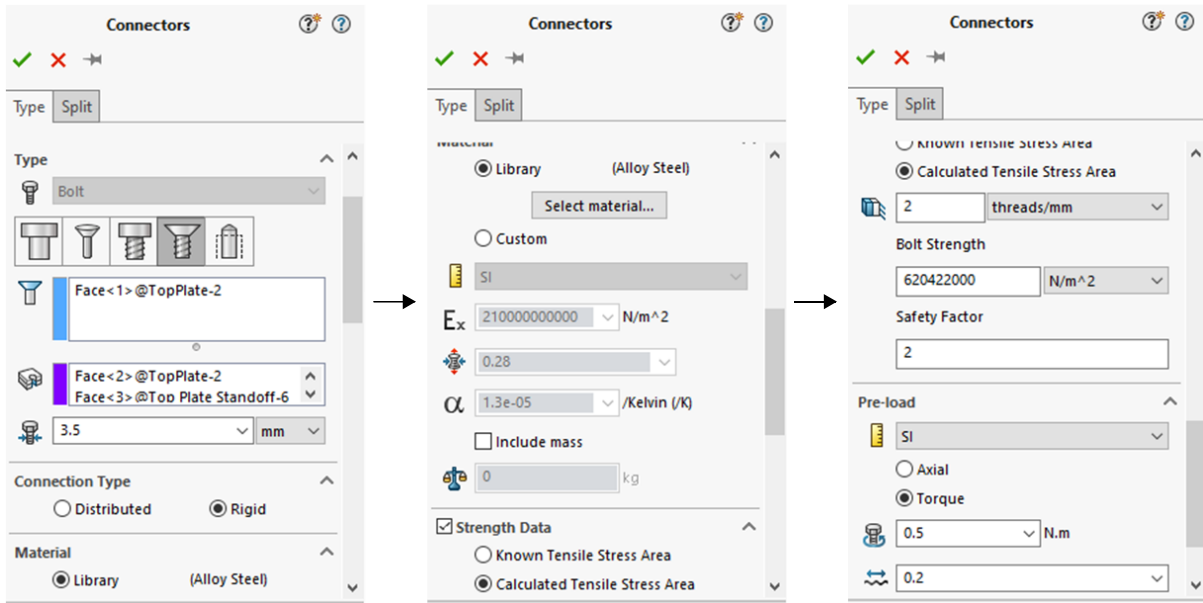 Connectors
Type Split
Type
Bolt
Face<1>@TopPlate-2
Face<2>@TopPlate-2
Face<3>@Top Plate Standoff-6
3.5 mm
Connection Type
Distributed Rigid
Material
Library (Alloy Steel)
Connectors
Type Split
Material
Library (Alloy Steel)
Select material...
Custom
SI
Ex 210000000000 N/m^2
0.28
α 1.3e-05 /Kelvin (/K)
Include mass
0 kg
Strength Data
Known Tensile Stress Area
Calculated Tensile Stress Area
Connectors
Type Split
Known Tensile Stress Area
Calculated Tensile Stress Area
2 threads/mm
Bolt Strength
620422000 N/m^2
Safety Factor
2
Pre-load
SI
Axial
Torque
0.5 N.m
0.2